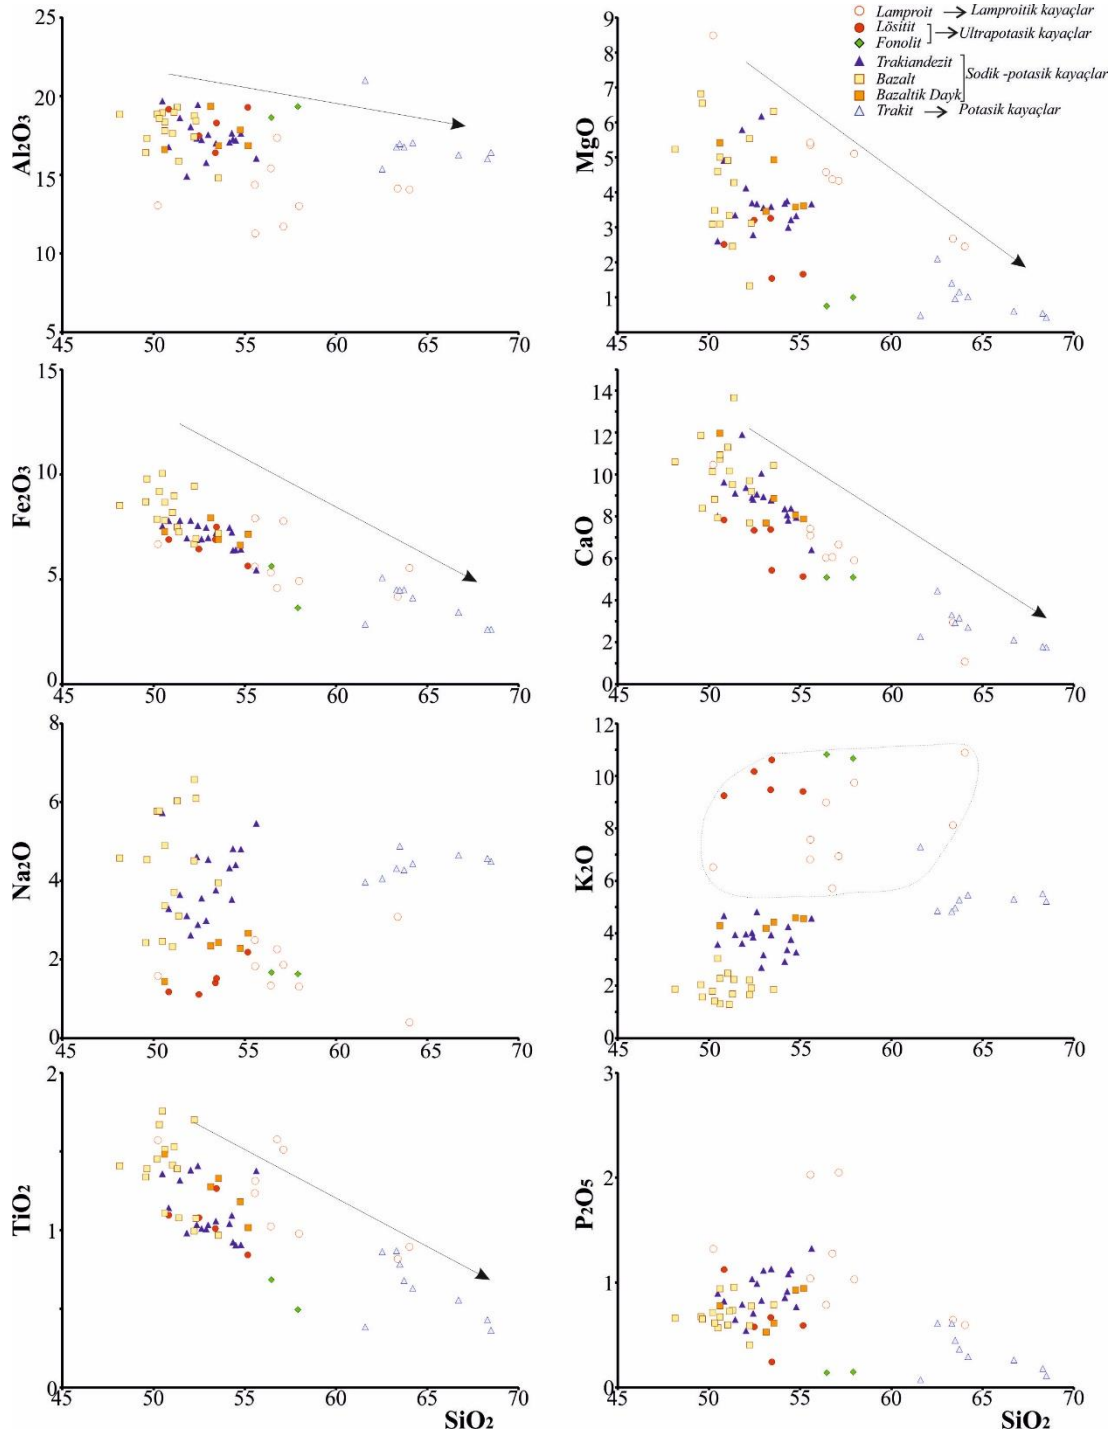 Lamproit → Lamproitik kayaçlar
Lösitit
Fonolit
Ultrapotasik kayaçlar
Trakiandezit
Bazalt
Bazaltik Dayk
Sodik -potasik kayaçlar
Trakit → Potasik kayaçlar
Al2O3
25
20
15
10
5
45 50 55 60 65 70
MgO
9
8
7
6
5
4
3
2
1
45 50 55 60 65 70
Fe2O3
15
10
5
0
45 50 55 60 65 70
CaO
14
12
10
8
6
4
2
0
45 50 55 60 65 70
Na2O
8
6
4
2
0
45 50 55 60 65 70
K2O
12
10
8
6
4
2
0
45 50 55 60 65 70
TiO2
2
1
0
45 50 55 60 65 70
SiO2
P2O5
3
2
1
0
45 50 55 60 65 70
SiO2